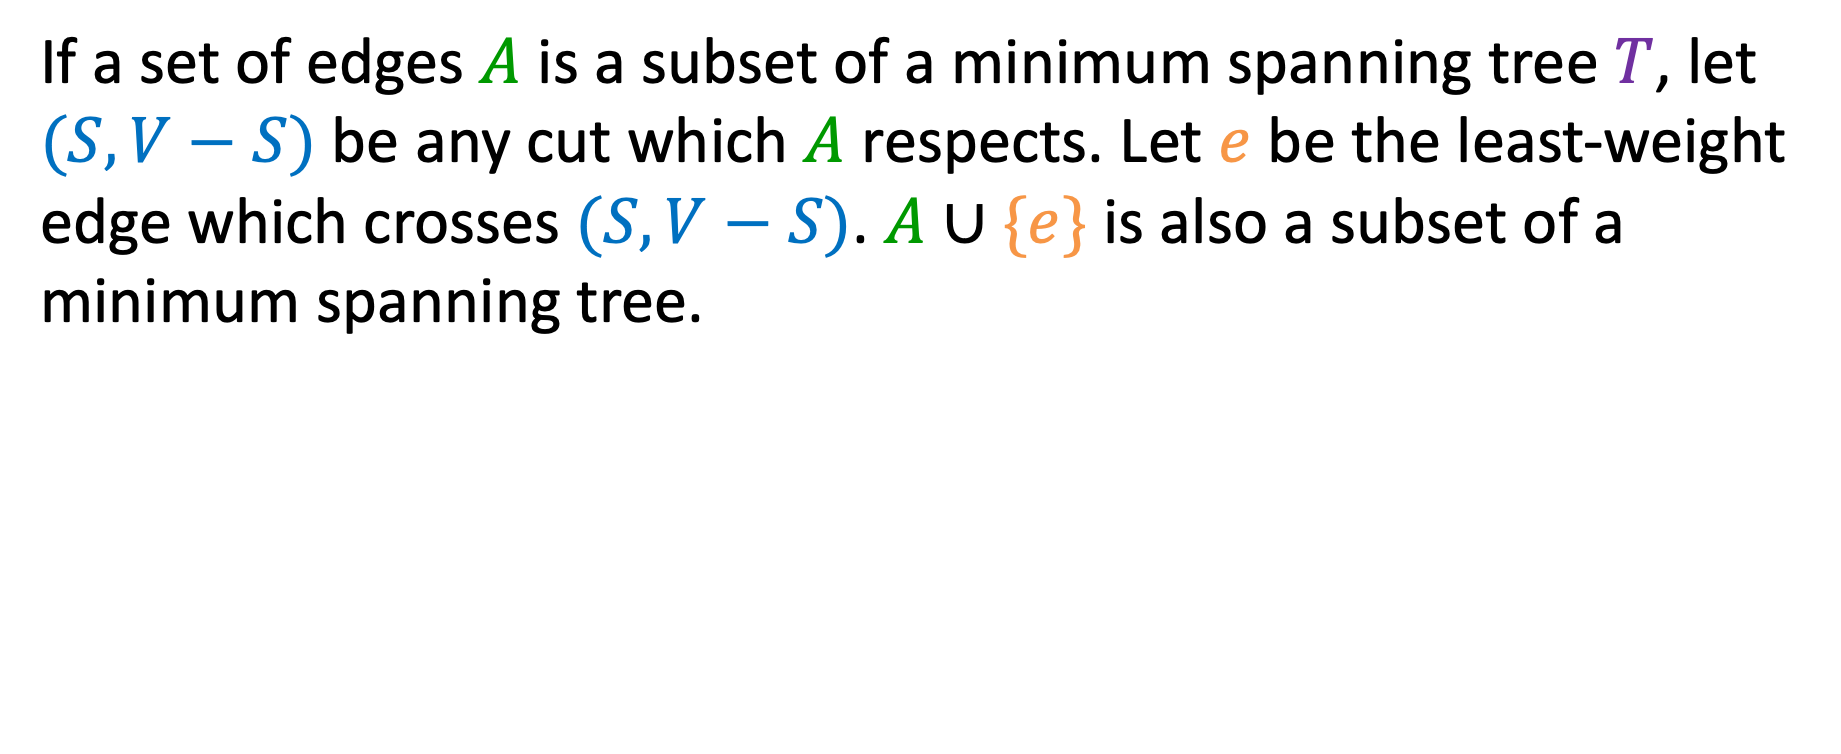 If a set of edges A is a subset of a minimum spanning tree T, let
(S, V − S) be any cut which A respects. Let e be the least-weight
edge which crosses (S, V − S). A ∪ {e} is also a subset of a
minimum spanning tree.